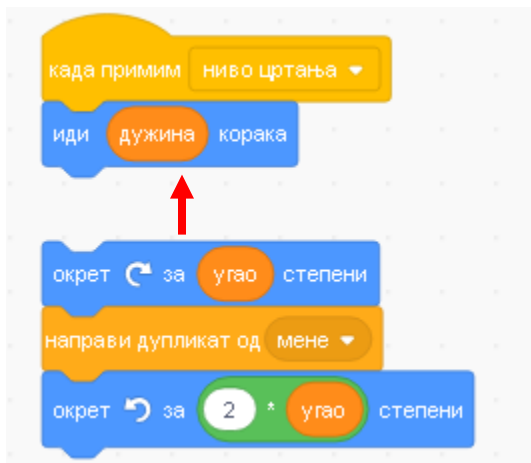 када примим ниво цртања
иди дужина корака
окрет за угао степени
направи дупликат од мене
окрет за 2 * угао степени